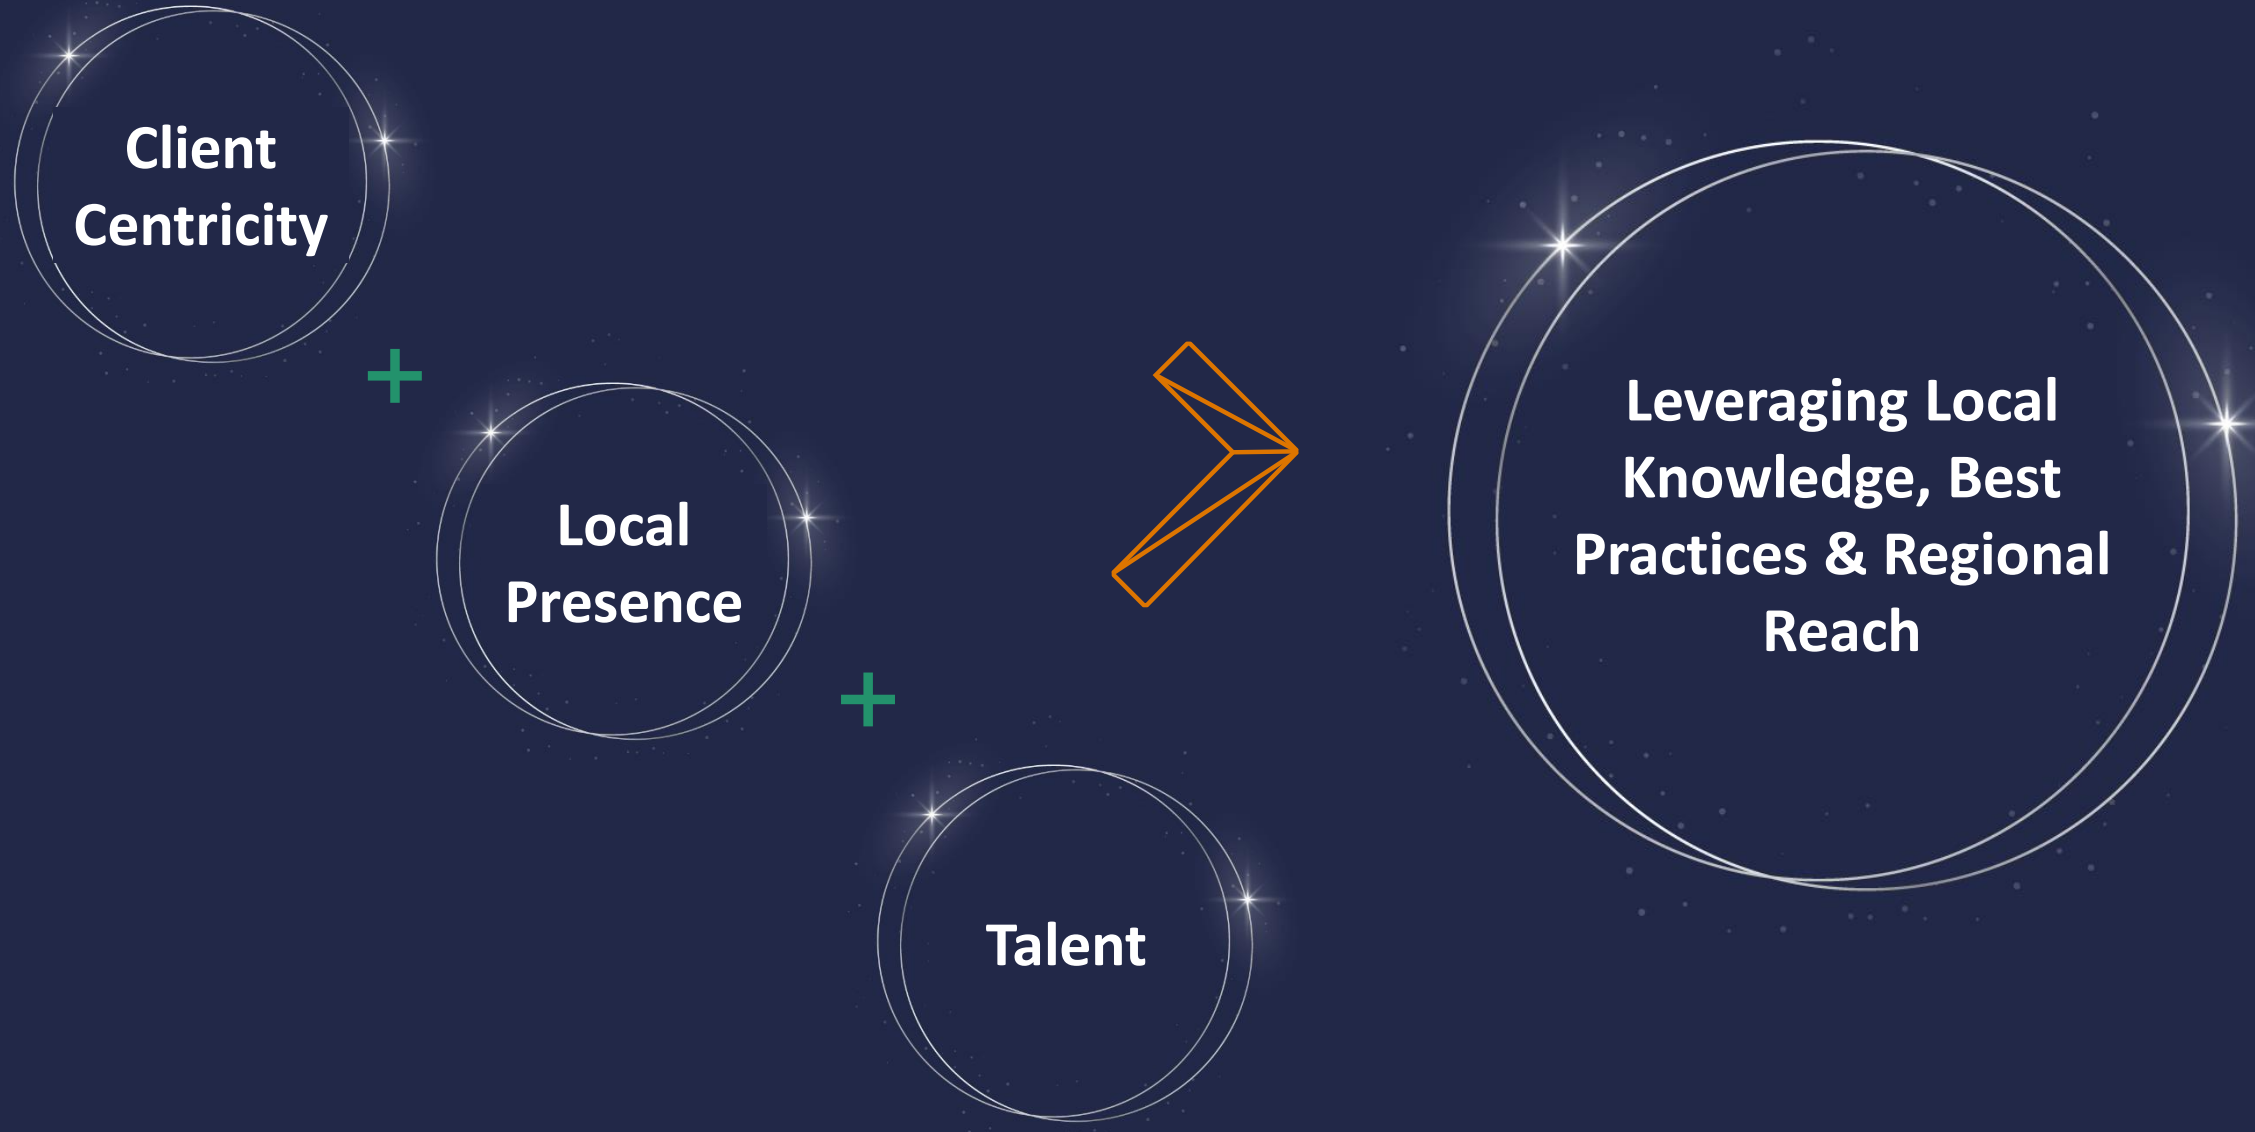 Client
Centricity
+
Local
Presence
+
Talent
Leveraging Local
Knowledge, Best
Practices & Regional
Reach